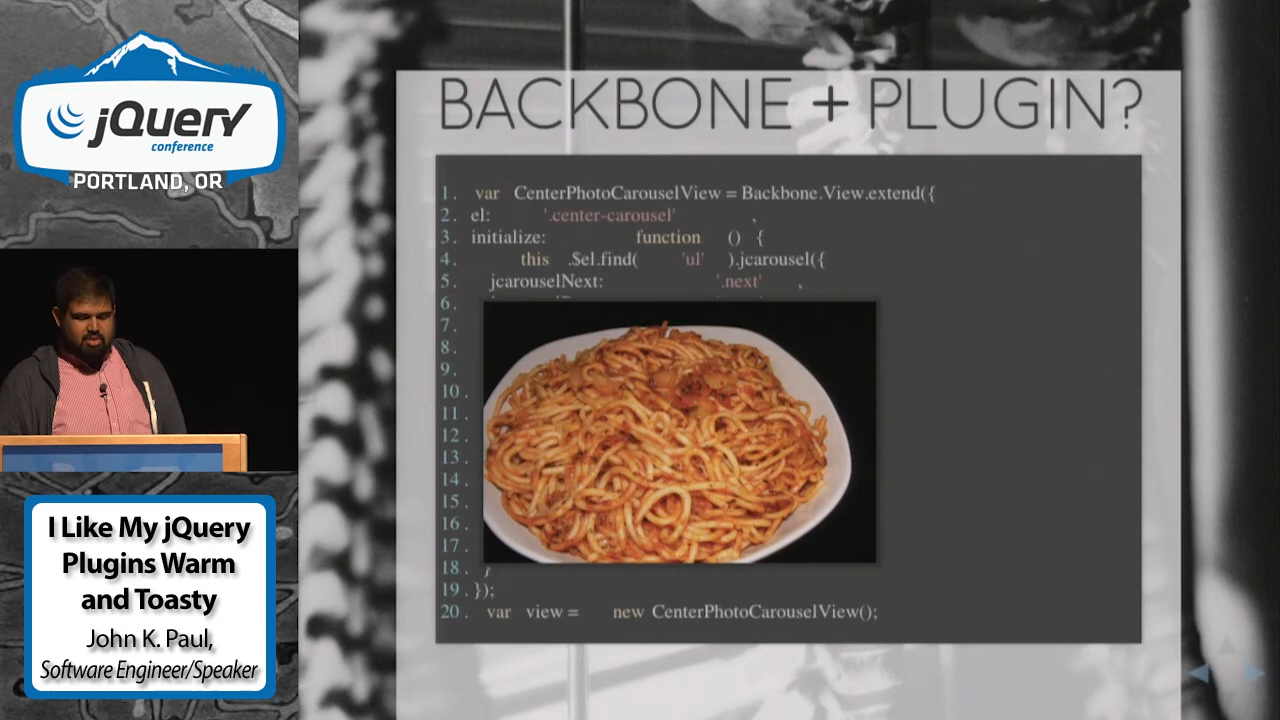 jQuery
conference
PORTLAND, OR
BACKBONE + PLUGIN?
1. var CenterPhotoCarouselView = Backbone.View.extend({
2. el: '.center-carousel' ,
3. initialize: function () {
4. this .$el.find( 'ul' ).jcarousel({
5. jcarouselNext: '.next' ,
6.
7.
8.
9.
10.
11.
12.
13.
14.
15.
16.
17.
18. }
19. });
20. var view = new CenterPhotoCarouselView();
I Like My jQuery
Plugins Warm
and Toasty
John K. Paul,
Software Engineer/Speaker